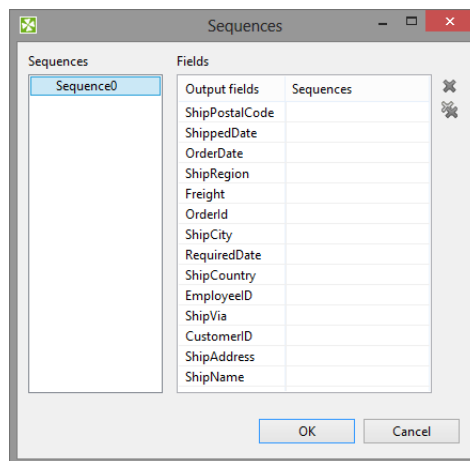 Sequences
Sequences Fields
Sequence0
Output fields Sequences
ShipPostalCode
ShippedDate
OrderDate
ShipRegion
Freight
OrderId
ShipCity
RequiredDate
ShipCountry
EmployeeID
ShipVia
CustomerID
ShipAddress
ShipName
OK Cancel